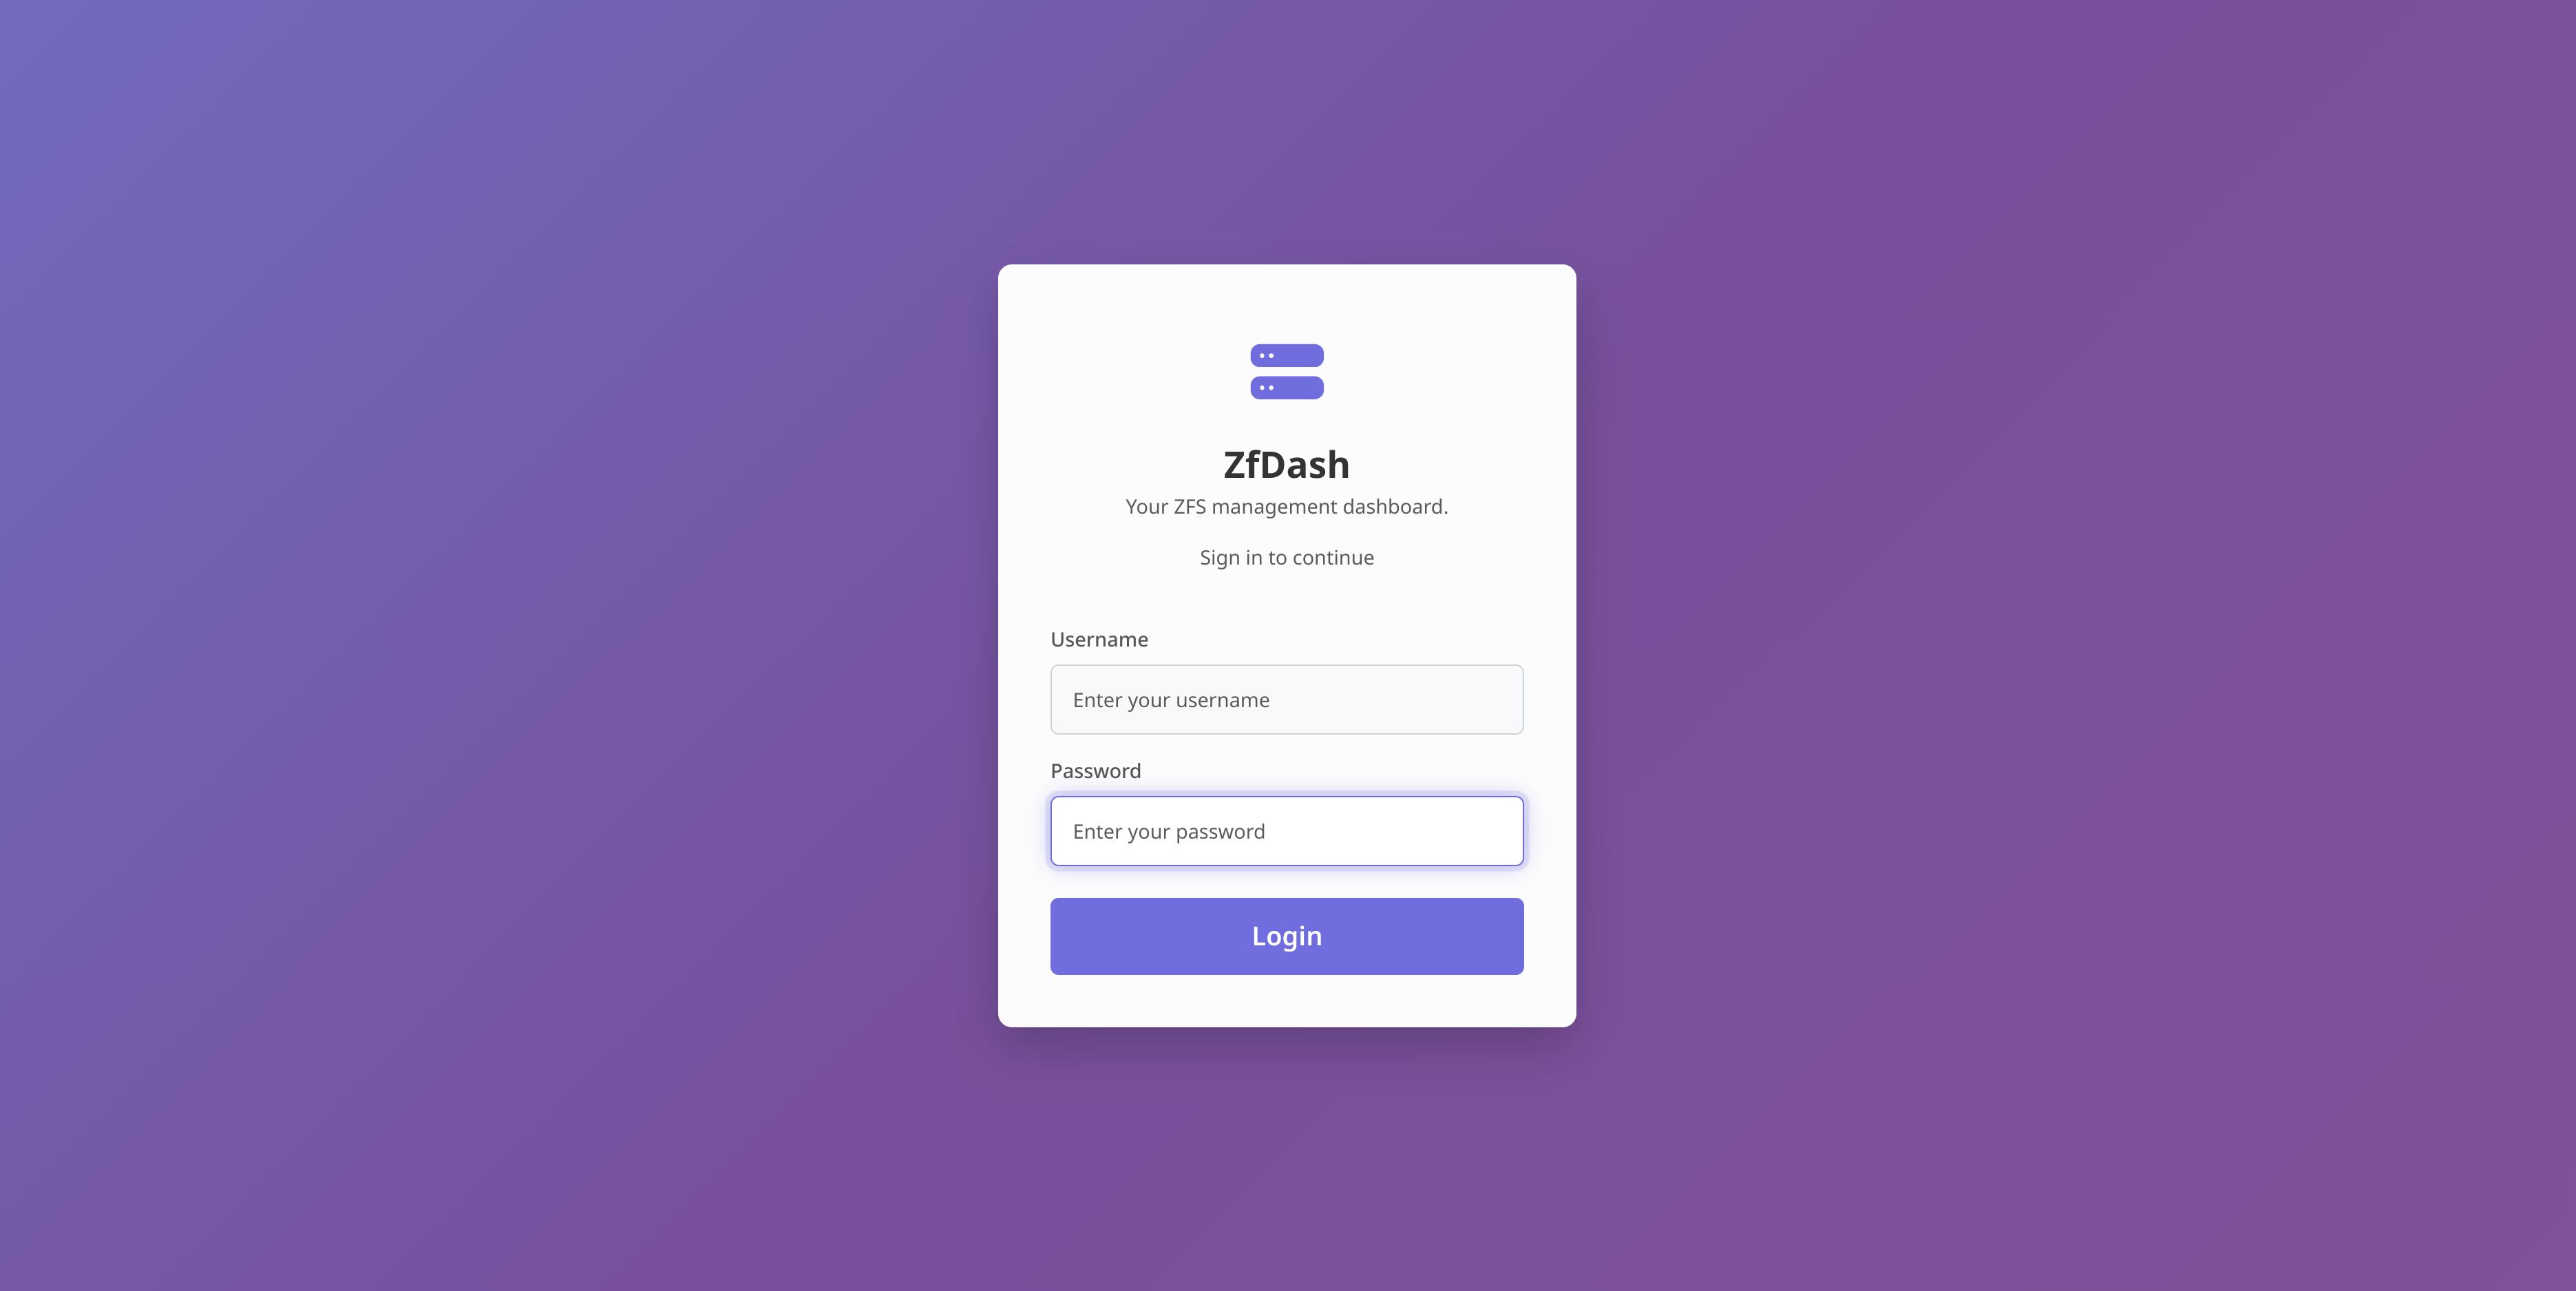 ZfDash
Your ZFS management dashboard.
Sign in to continue
Username
Enter your username
Password
Enter your password
Login